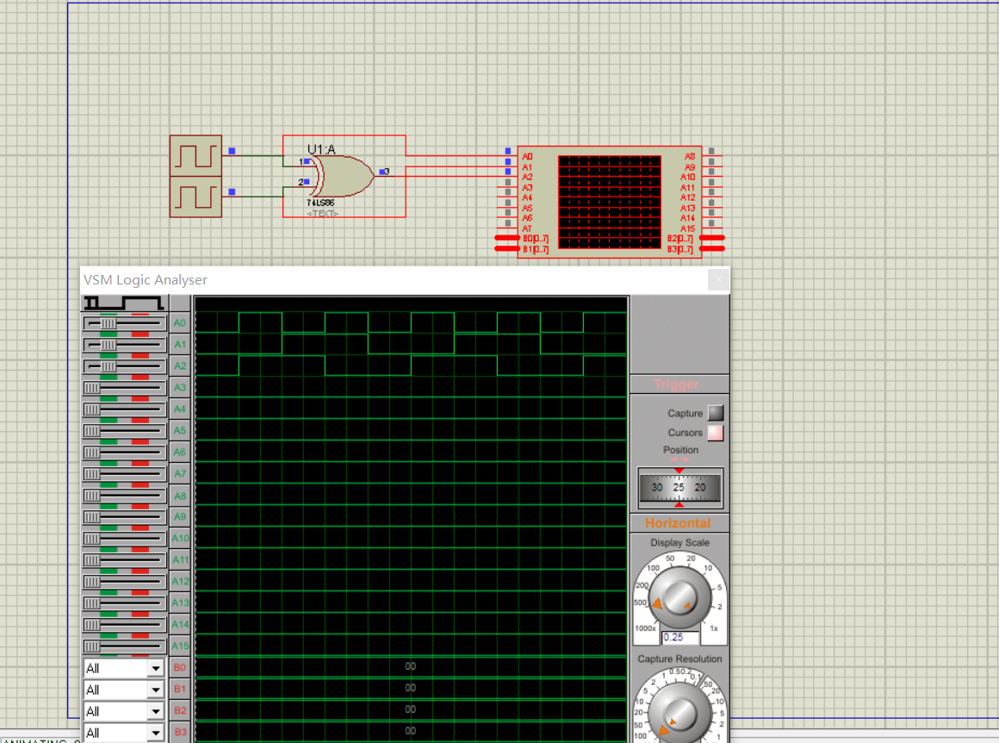 U1:A
1
2
3
74LS86
<TEXT>
A0
A1
A2
A3
A4
A5
A6
A7
B0[0..7]
B1[0..7]
A8
A9
A10
A11
A12
A13
A14
A15
B2[0..7]
B3[0..7]
VSM Logic Analyser
A0
A1
A2
A3
A4
A5
A6
A7
A8
A9
A10
A11
A12
A13
A14
A15
All B0 00
All B1 00
All B2 00
All B3 00
Trigger
Capture
Cursors
Position
30 25 20
Horizontal
Display Scale
50 20
100 10
200 5
500 2
1000x 1x
0.25
Capture Resolution
1 0.5 0.2 0.1
2 50
5 20
10 10
20 5
50 2
100 1